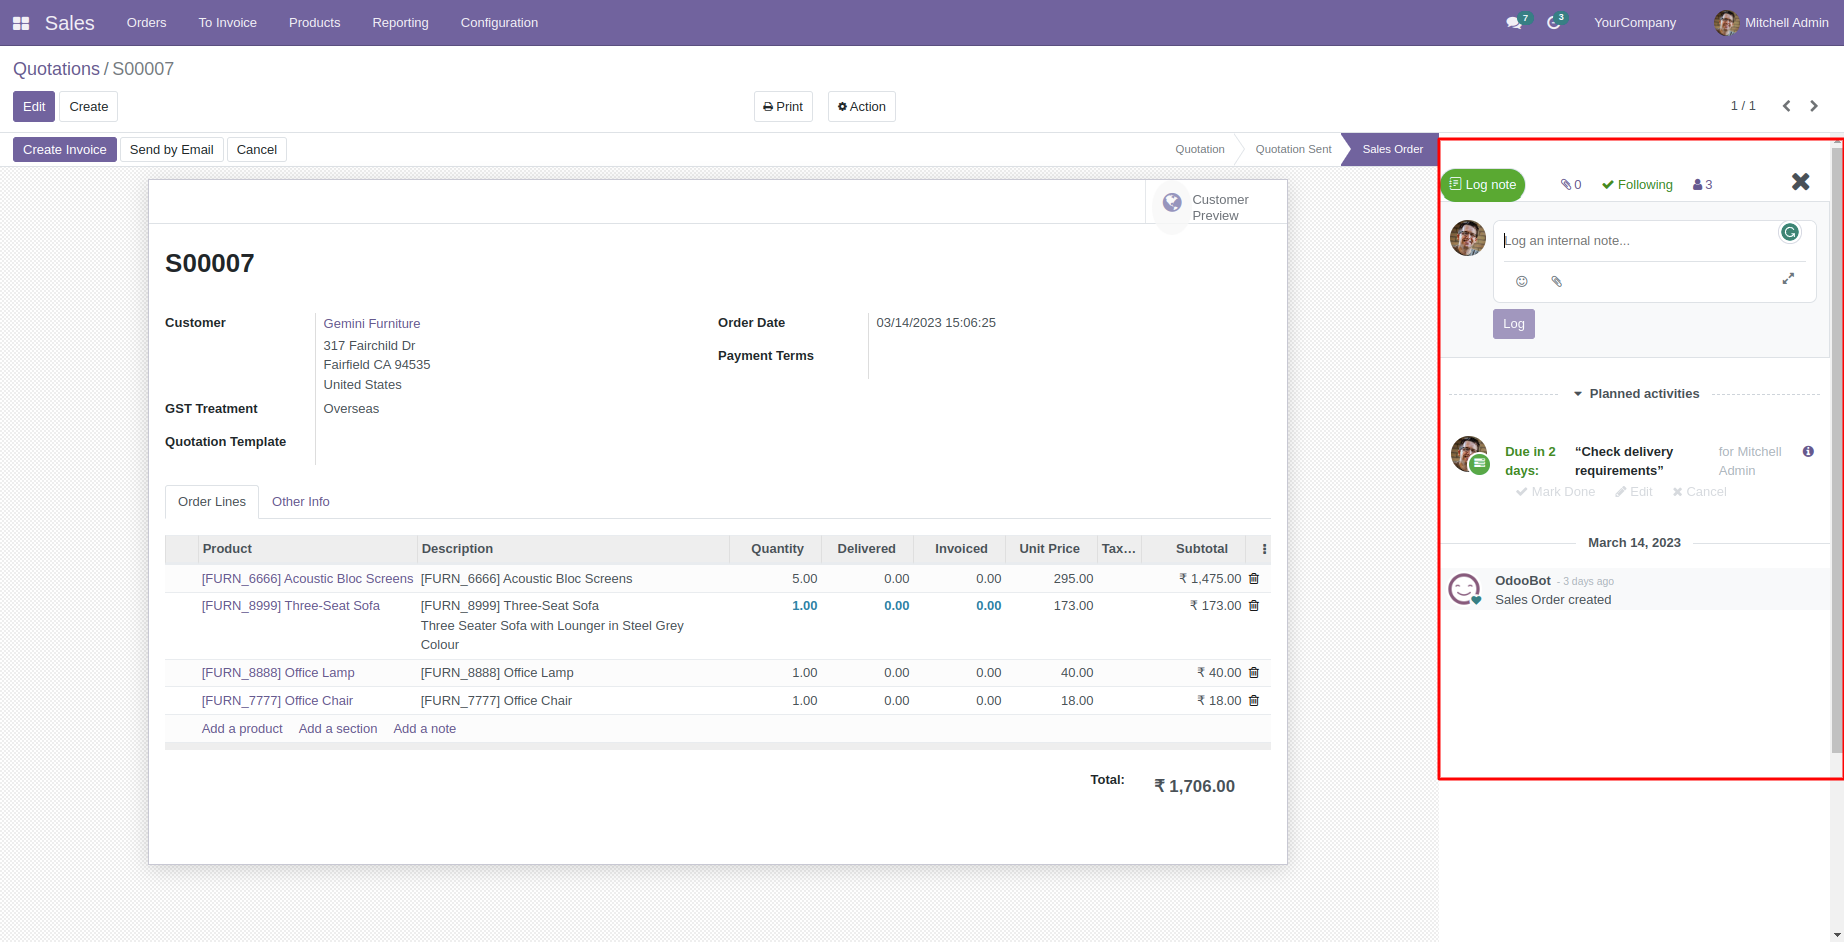 Sales Orders To Invoice Products Reporting Configuration 7 3 YourCompany Mitchell Admin
Quotations / S00007
Edit Create Print Action 1 / 1
Create Invoice Send by Email Cancel Quotation Quotation Sent Sales Order
Customer
Preview
S00007
Customer Gemini Furniture
317 Fairchild Dr
Fairfield CA 94535
United States
GST Treatment Overseas
Quotation Template
Order Date 03/14/2023 15:06:25
Payment Terms
Order Lines Other Info
Product Description Quantity Delivered Invoiced Unit Price Tax... Subtotal
[FURN_6666] Acoustic Bloc Screens [FURN_6666] Acoustic Bloc Screens 5.00 0.00 0.00 295.00 ₹ 1,475.00
[FURN_8999] Three-Seat Sofa [FURN_8999] Three-Seat Sofa 1.00 0.00 0.00 173.00 ₹ 173.00
Three Seater Sofa with Lounger in Steel Grey
Colour
[FURN_8888] Office Lamp [FURN_8888] Office Lamp 1.00 0.00 0.00 40.00 ₹ 40.00
[FURN_7777] Office Chair [FURN_7777] Office Chair 1.00 0.00 0.00 18.00 ₹ 18.00
Add a product Add a section Add a note
Total: ₹ 1,706.00
Log note 0 Following 3
Log an internal note...
Log
Planned activities
Due in 2 “Check delivery for Mitchell
days: requirements” Admin
Mark Done Edit Cancel
March 14, 2023
OdooBot - 3 days ago
Sales Order created